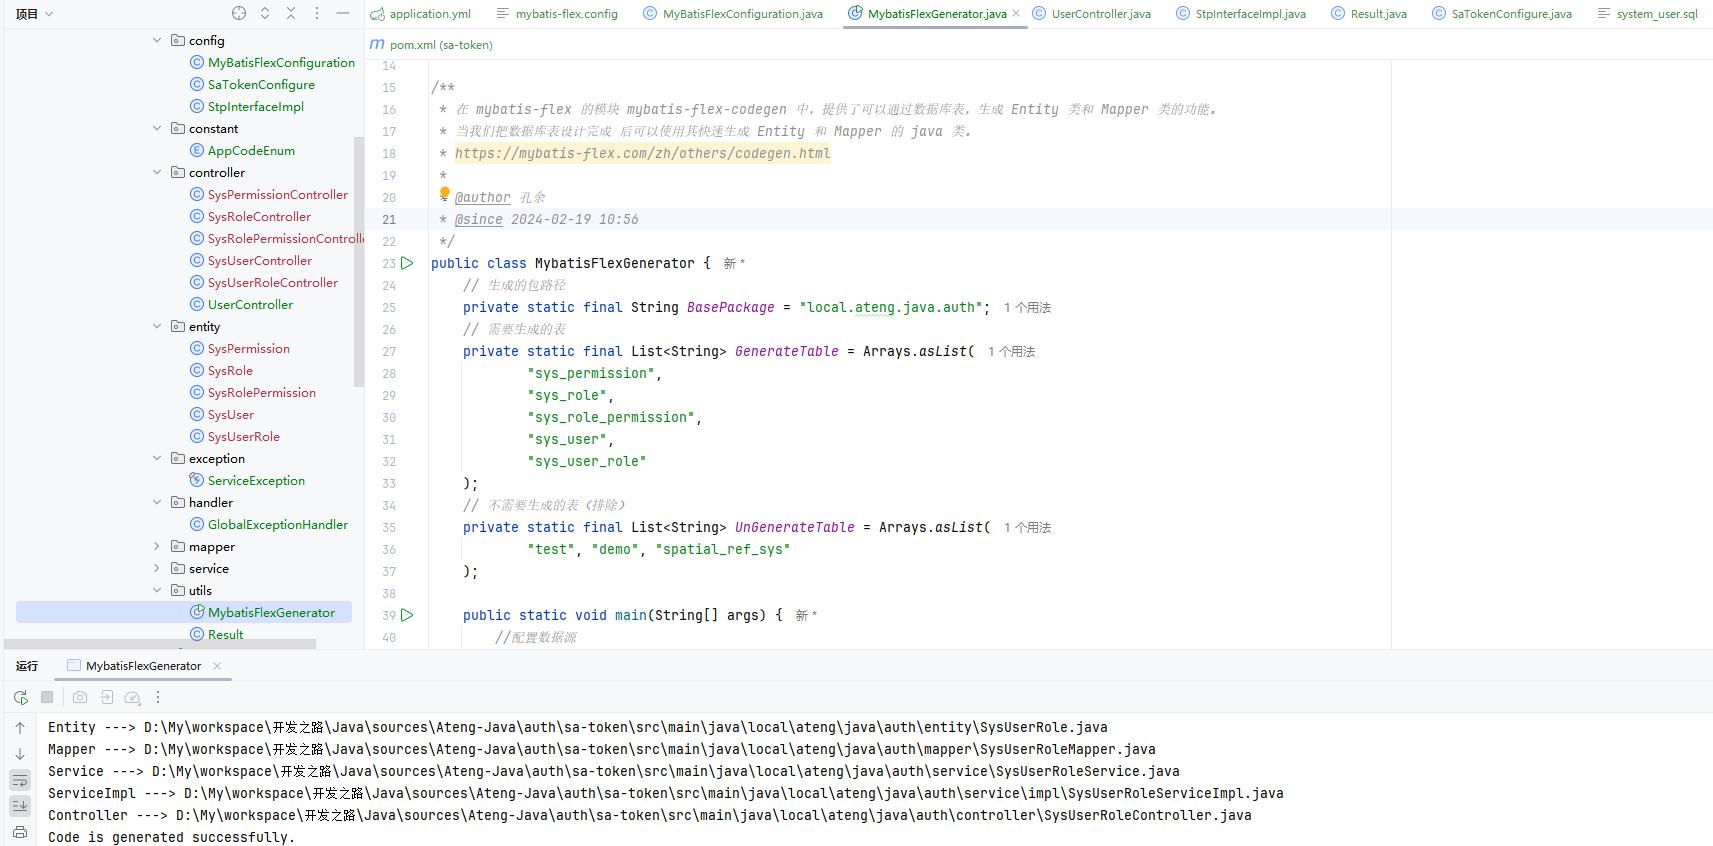 项目
application.yml
mybatis-flex.config
MyBatisFlexConfiguration.java
MybatisFlexGenerator.java
UserController.java
StpInterfaceImpl.java
Result.java
SaTokenConfigure.java
system_user.sql
pom.xml (sa-token)
config
MyBatisFlexConfiguration
SaTokenConfigure
StpInterfaceImpl
constant
AppCodeEnum
controller
SysPermissionController
SysRoleController
SysRolePermissionControlle
SysUserController
SysUserRoleController
UserController
entity
SysPermission
SysRole
SysRolePermission
SysUser
SysUserRole
exception
ServiceException
handler
GlobalExceptionHandler
mapper
service
utils
MybatisFlexGenerator
Result
14
15 /**
16 * 在 mybatis-flex 的模块 mybatis-flex-codegen 中，提供了可以通过数据库表，生成 Entity 类和 Mapper 类的功能。
17 * 当我们把数据库表设计完成 后可以使用其快速生成 Entity 和 Mapper 的 java 类。
18 * https://mybatis-flex.com/zh/others/codegen.html
19 *
20 * @author 孔余
21 * @since 2024-02-19 10:56
22 */
23 public class MybatisFlexGenerator { 新 *
24 // 生成的包路径
25 private static final String BasePackage = "local.ateng.java.auth"; 1 个用法
26 // 需要生成的表
27 private static final List<String> GenerateTable = Arrays.asList( 1 个用法
28 "sys_permission",
29 "sys_role",
30 "sys_role_permission",
31 "sys_user",
32 "sys_user_role"
33 );
34 // 不需要生成的表（排除）
35 private static final List<String> UnGenerateTable = Arrays.asList( 1 个用法
36 "test", "demo", "spatial_ref_sys"
37 );
38
39 public static void main(String[] args) { 新 *
40 //配置数据源
运行 MybatisFlexGenerator
Entity ---> D:\My\workspace\开发之路\Java\sources\Ateng-Java\auth\sa-token\src\main\java\local\ateng\java\auth\entity\SysUserRole.java
Mapper ---> D:\My\workspace\开发之路\Java\sources\Ateng-Java\auth\sa-token\src\main\java\local\ateng\java\auth\mapper\SysUserRoleMapper.java
Service ---> D:\My\workspace\开发之路\Java\sources\Ateng-Java\auth\sa-token\src\main\java\local\ateng\java\auth\service\SysUserRoleService.java
ServiceImpl ---> D:\My\workspace\开发之路\Java\sources\Ateng-Java\auth\sa-token\src\main\java\local\ateng\java\auth\service\impl\SysUserRoleServiceImpl.java
Controller ---> D:\My\workspace\开发之路\Java\sources\Ateng-Java\auth\sa-token\src\main\java\local\ateng\java\auth\controller\SysUserRoleController.java
Code is generated successfully.